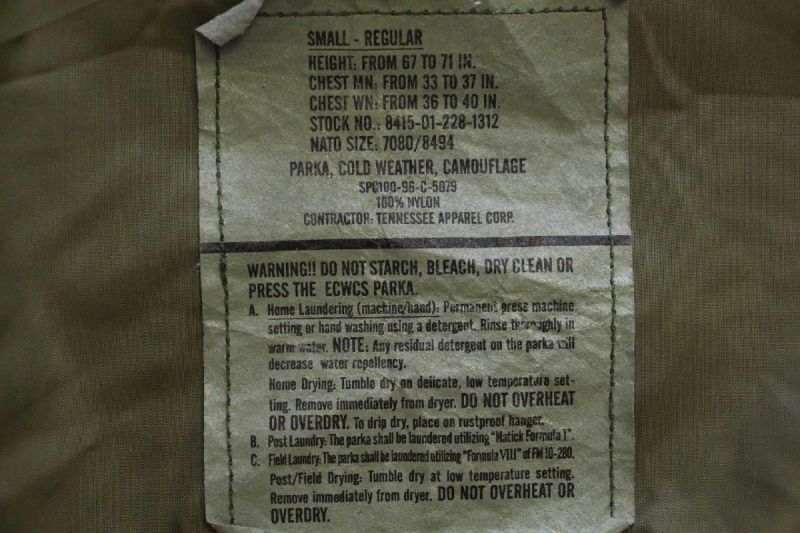 SMALL - REGULAR
HEIGHT: FROM 67 TO 71 IN.
CHEST MN: FROM 33 TO 37 IN.
CHEST WN: FROM 36 TO 40 IN.
STOCK NO.: 8415-01-228-1312
NATO SIZE: 7080/8494
PARKA, COLD WEATHER, CAMOUFLAGE
SPO100-96-C-5079
100% NYLON
CONTRACTOR: TENNESSEE APPAREL CORP.
WARNING!! DO NOT STARCH, BLEACH, DRY CLEAN OR
PRESS THE ECWCS PARKA.
A. Home Laundering (machine/hand): Permanent press machine
setting or hand washing using a detergent. Rinse thoroughly in
warm water. NOTE: Any residual detergent on the parka will
decrease water repellency.
Home Drying: Tumble dry on delicate, low temperature set-
ting. Remove immediately from dryer. DO NOT OVERHEAT
OR OVERDRY. To drip dry, place on rustproof hanger.
B. Post Laundry: The parka shall be laundered utilizing "Natick Formula I".
C. Field Laundry: The parka shall be laundered utilizing "Formula VIII" of FM 10-280.
Post/Field Drying: Tumble dry at low temperature setting.
Remove immediately from dryer. DO NOT OVERHEAT OR
OVERDRY.